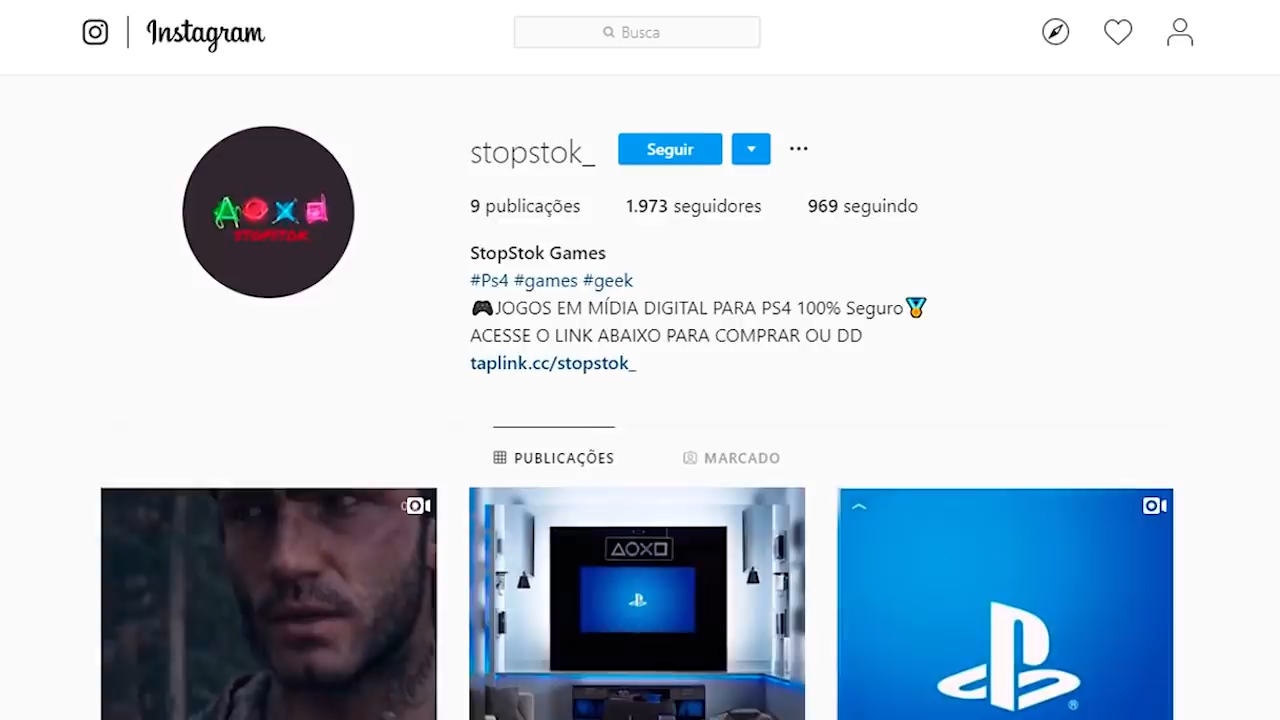 Instagram
Busca
stopstok_ Seguir
9 publicações 1.973 seguidores 969 seguindo
StopStok Games
#Ps4 #games #geek
JOGOS EM MÍDIA DIGITAL PARA PS4 100% Seguro
ACESSE O LINK ABAIXO PARA COMPRAR OU DD
taplink.cc/stopstok_
PUBLICAÇÕES MARCADO
STOPSTOK